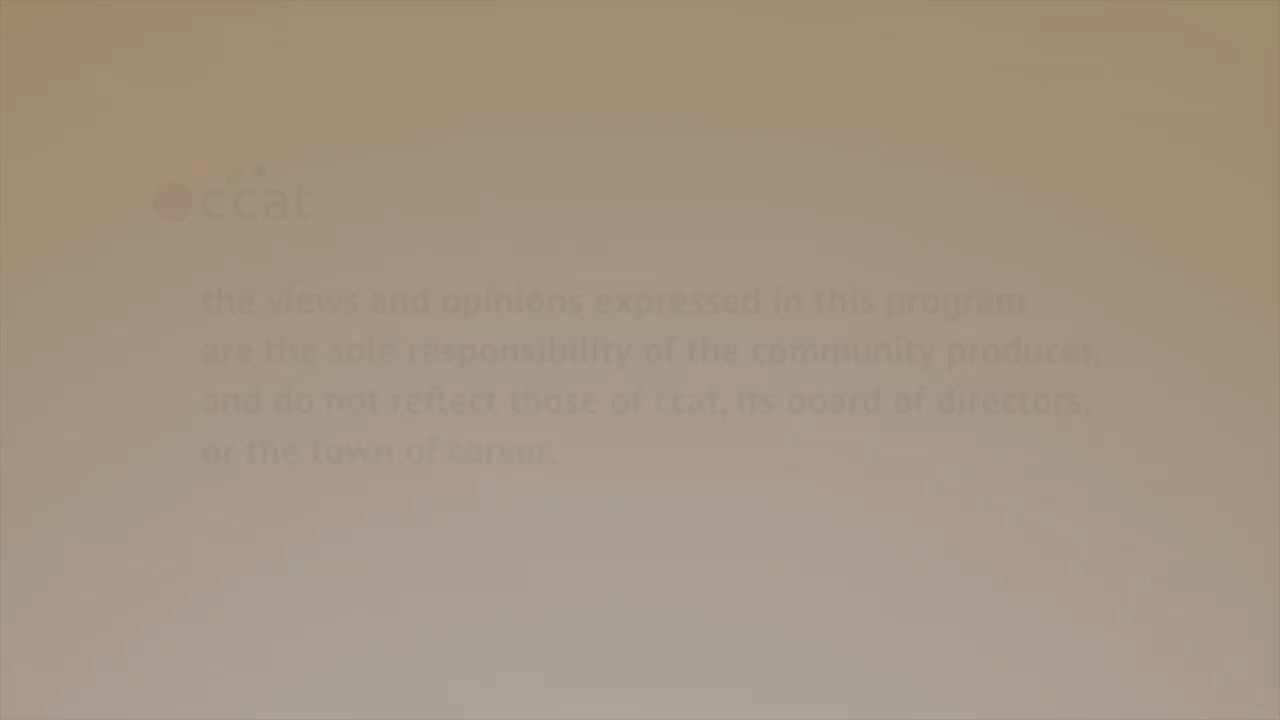 ccat
the views and opinions expressed in this program
are the sole responsibility of the community producer,
and do not reflect those of ccat, its board of directors,
or the town of carver.